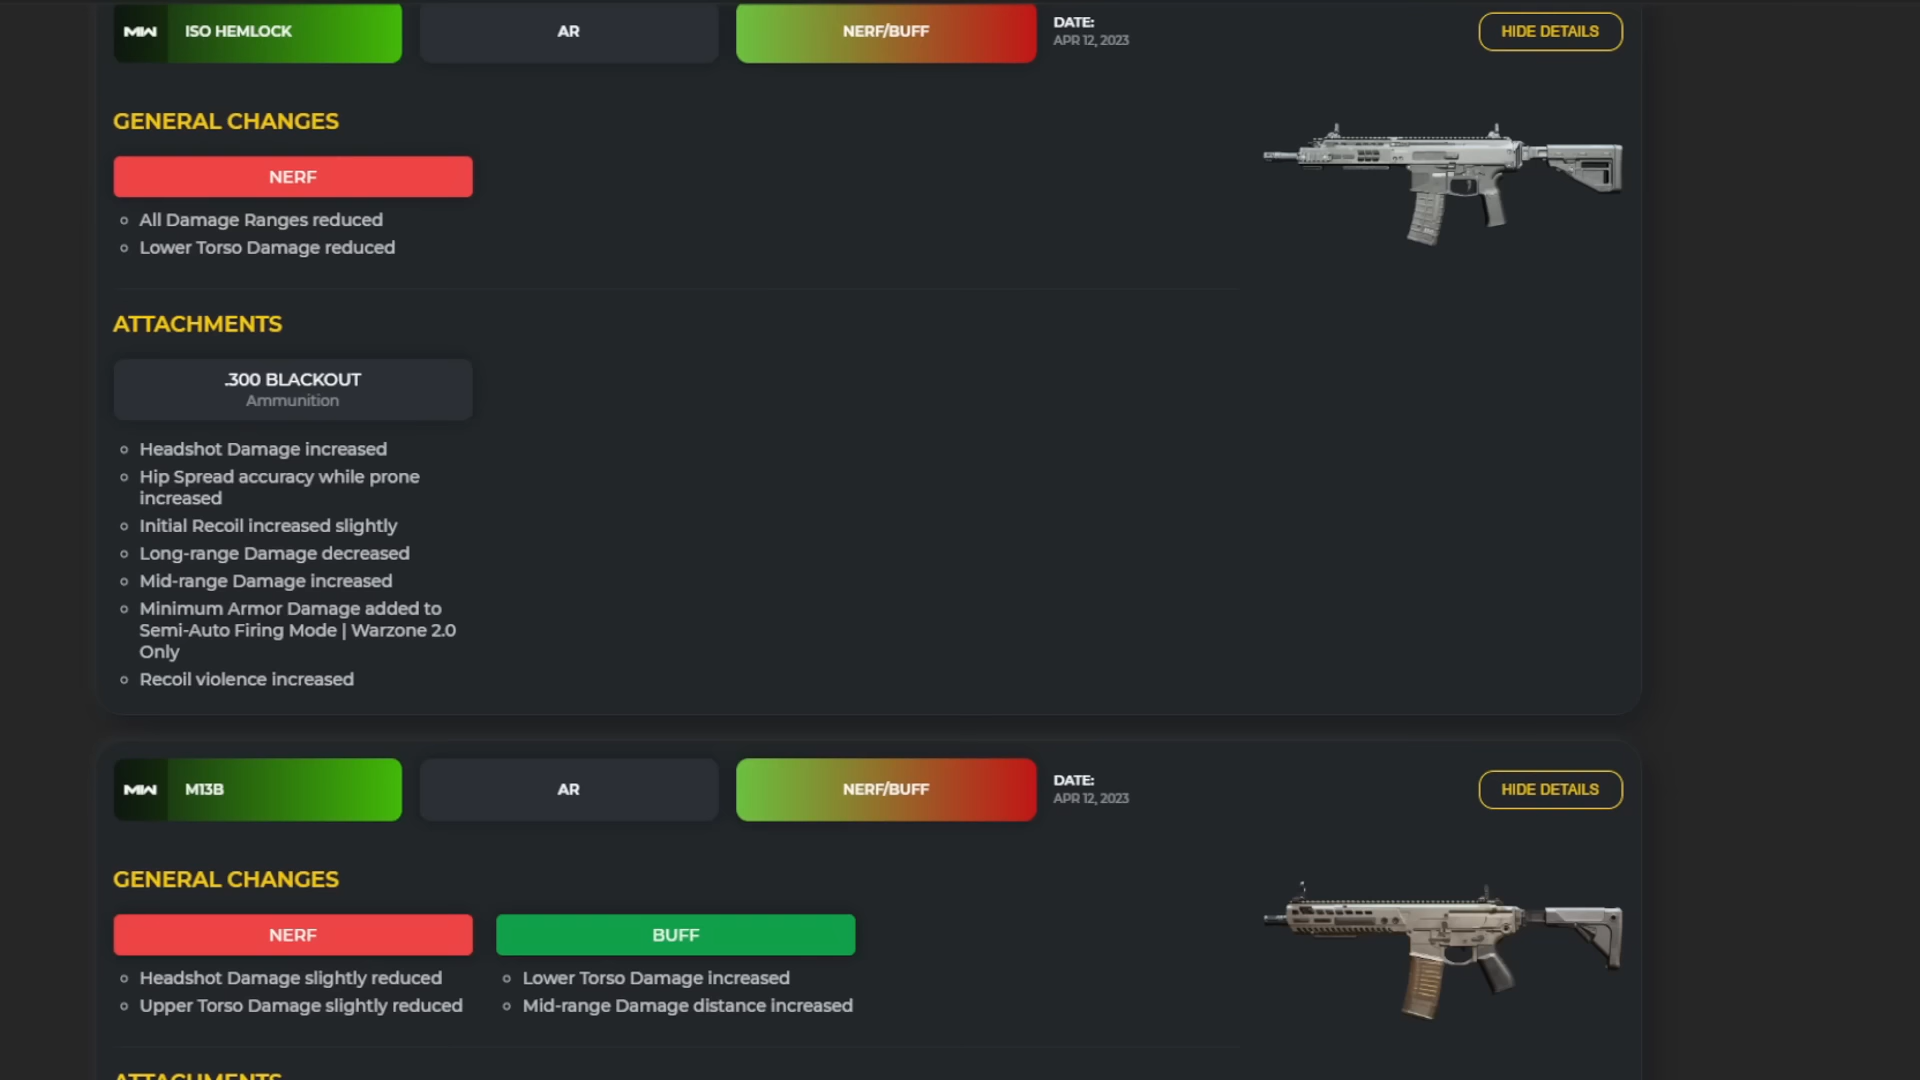 MW ISO HEMLOCK AR NERF/BUFF DATE: HIDE DETAILS
APR 12, 2023
GENERAL CHANGES
NERF
All Damage Ranges reduced
Lower Torso Damage reduced
ATTACHMENTS
.300 BLACKOUT
Ammunition
Headshot Damage increased
Hip Spread accuracy while prone
increased
Initial Recoil increased slightly
Long-range Damage decreased
Mid-range Damage increased
Minimum Armor Damage added to
Semi-Auto Firing Mode | Warzone 2.0
Only
Recoil violence increased
MW M13B AR NERF/BUFF DATE: HIDE DETAILS
APR 12, 2023
GENERAL CHANGES
NERF
Headshot Damage slightly reduced
Upper Torso Damage slightly reduced
BUFF
Lower Torso Damage increased
Mid-range Damage distance increased
ATTACHMENTS